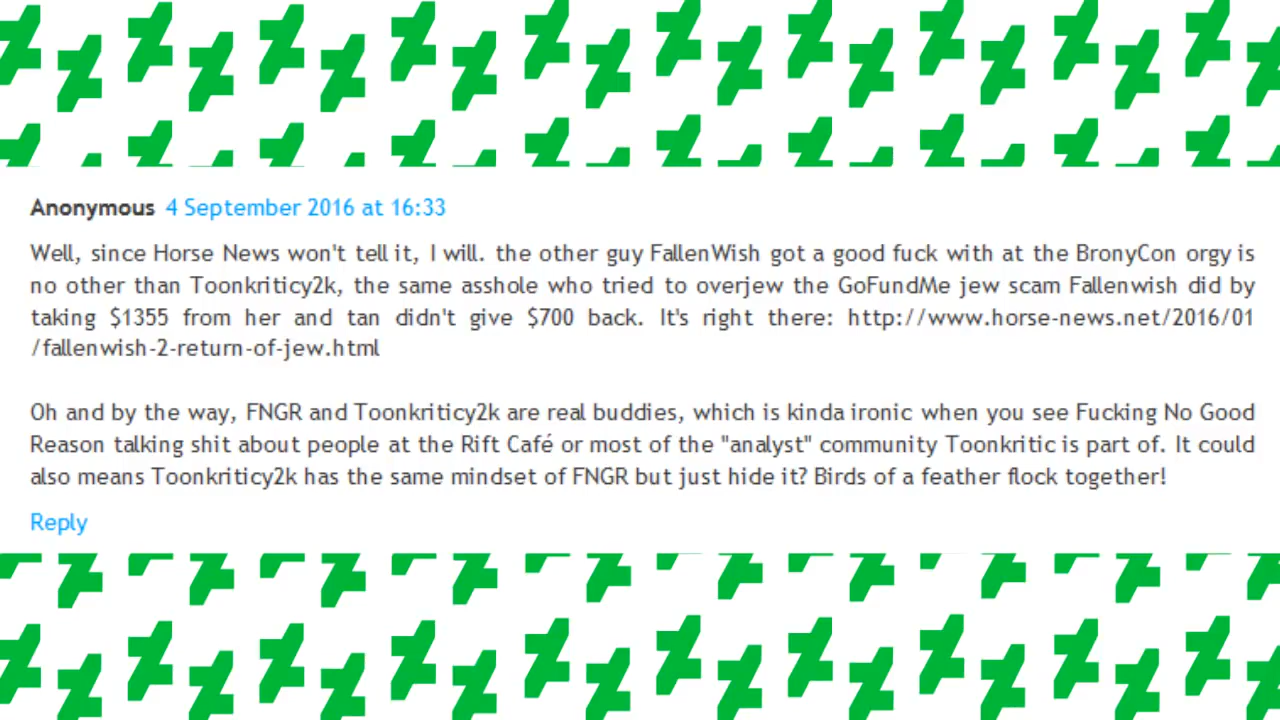 Anonymous 4 September 2016 at 16:33
Well, since Horse News won't tell it, I will. the other guy FallenWish got a good fuck with at the BronyCon orgy is
no other than Toonkriticy2k, the same asshole who tried to overjew the GoFundMe jew scam Fallenwish did by
taking $1355 from her and tan didn't give $700 back. It's right there: http://www.horse-news.net/2016/01
/fallenwish-2-return-of-jew.html
Oh and by the way, FNGR and Toonkriticy2k are real buddies, which is kinda ironic when you see Fucking No Good
Reason talking shit about people at the Rift Café or most of the "analyst" community Toonkritic is part of. It could
also means Toonkriticy2k has the same mindset of FNGR but just hide it? Birds of a feather flock together!
Reply